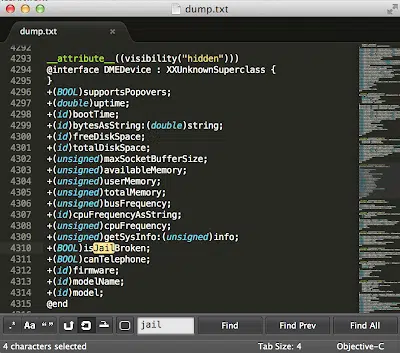 dump.txt
dump.txt
4292
4293 __attribute__((visibility("hidden")))
4294 @interface DMEDevice : XXUnknownSuperclass {
4295 }
4296 +(BOOL)supportsPopovers;
4297 +(double)uptime;
4298 +(id)bootTime;
4299 +(id)bytesAsString:(double)string;
4300 +(id)freeDiskSpace;
4301 +(id)totalDiskSpace;
4302 +(unsigned)maxSocketBufferSize;
4303 +(unsigned)availableMemory;
4304 +(unsigned)userMemory;
4305 +(unsigned)totalMemory;
4306 +(unsigned)busFrequency;
4307 +(id)cpuFrequencyAsString;
4308 +(unsigned)cpuFrequency;
4309 +(unsigned)getSysInfo:(unsigned)info;
4310 +(BOOL)isJailBroken;
4311 +(BOOL)canTelephone;
4312 +(id)firmware;
4313 +(id)modelName;
4314 +(id)model;
4315 @end
.* Aa “” jail Find Find Prev Find All
4 characters selected Tab Size: 4 Objective-C